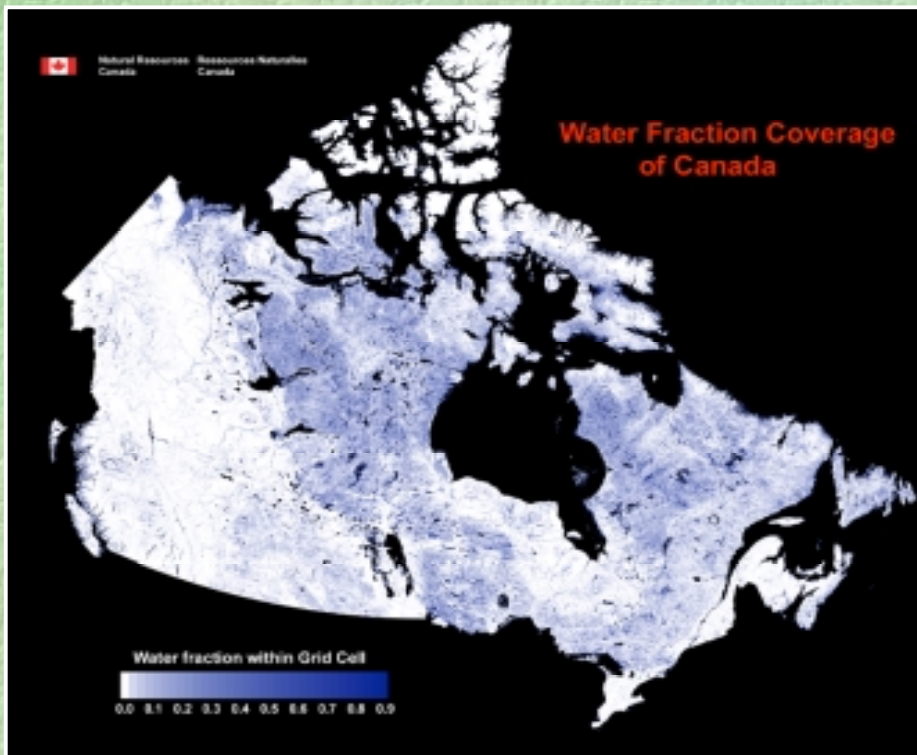 Natural Resources Ressources Naturelles
Canada Canada
Water Fraction Coverage
of Canada
Water fraction within Grid Cell
0.0 0.1 0.2 0.3 0.4 0.5 0.6 0.7 0.8 0.9